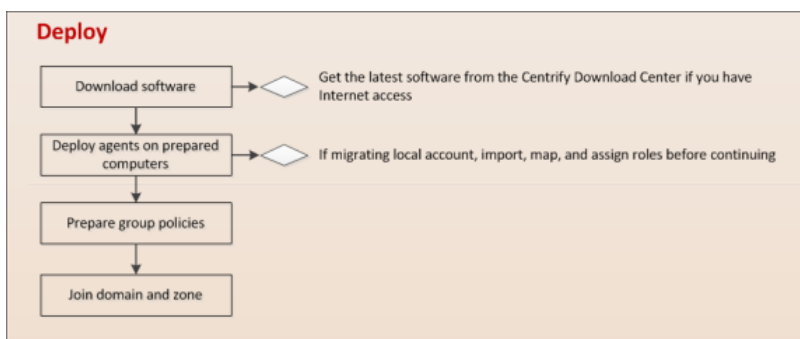 Deploy
Download software
Get the latest software from the Centrify Download Center if you have
Internet access
Deploy agents on prepared
computers
If migrating local account, import, map, and assign roles before continuing
Prepare group policies
Join domain and zone